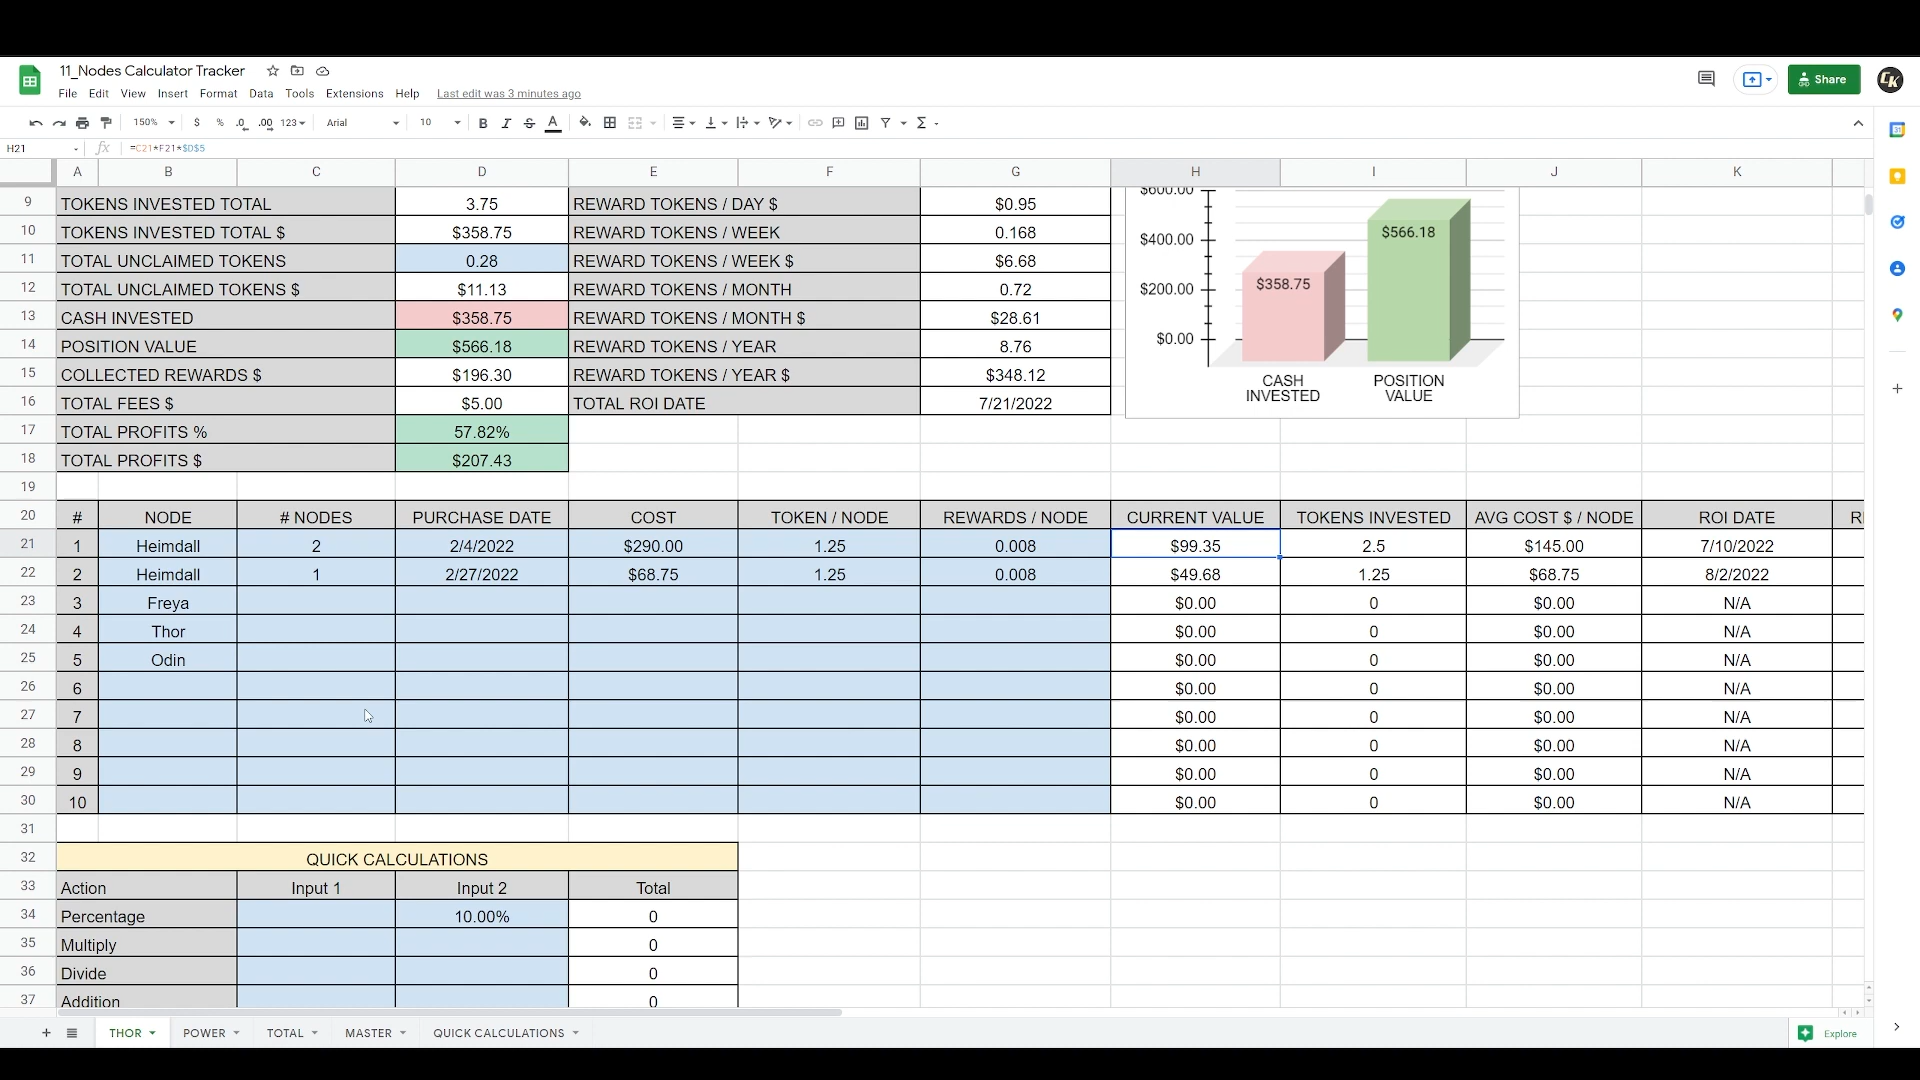 11_Nodes Calculator Tracker
File Edit View Insert Format Data Tools Extensions Help Last edit was 3 minutes ago
Share
CK
150% $ % .0 .00 123 Arial 10 B I S A Σ
H21 fx =C21*F21*$D$5
A B C D E F G H I J K
9 TOKENS INVESTED TOTAL 3.75 REWARD TOKENS / DAY $ $0.95
10 TOKENS INVESTED TOTAL $ $358.75 REWARD TOKENS / WEEK 0.168
11 TOTAL UNCLAIMED TOKENS 0.28 REWARD TOKENS / WEEK $ $6.68
12 TOTAL UNCLAIMED TOKENS $ $11.13 REWARD TOKENS / MONTH 0.72
13 CASH INVESTED $358.75 REWARD TOKENS / MONTH $ $28.61
14 POSITION VALUE $566.18 REWARD TOKENS / YEAR 8.76
15 COLLECTED REWARDS $ $196.30 REWARD TOKENS / YEAR $ $348.12
16 TOTAL FEES $ $5.00 TOTAL ROI DATE 7/21/2022
17 TOTAL PROFITS % 57.82%
18 TOTAL PROFITS $ $207.43
$600.00
$400.00
$200.00
$0.00
$358.75
$566.18
CASH INVESTED
POSITION VALUE
19
20 # NODE # NODES PURCHASE DATE COST TOKEN / NODE REWARDS / NODE CURRENT VALUE TOKENS INVESTED AVG COST $ / NODE ROI DATE R
21 1 Heimdall 2 2/4/2022 $290.00 1.25 0.008 $99.35 2.5 $145.00 7/10/2022
22 2 Heimdall 1 2/27/2022 $68.75 1.25 0.008 $49.68 1.25 $68.75 8/2/2022
23 3 Freya $0.00 0 $0.00 N/A
24 4 Thor $0.00 0 $0.00 N/A
25 5 Odin $0.00 0 $0.00 N/A
26 6 $0.00 0 $0.00 N/A
27 7 $0.00 0 $0.00 N/A
28 8 $0.00 0 $0.00 N/A
29 9 $0.00 0 $0.00 N/A
30 10 $0.00 0 $0.00 N/A
31
32 QUICK CALCULATIONS
33 Action Input 1 Input 2 Total
34 Percentage 10.00% 0
35 Multiply 0
36 Divide 0
37 Addition 0
THOR POWER TOTAL MASTER QUICK CALCULATIONS Explore